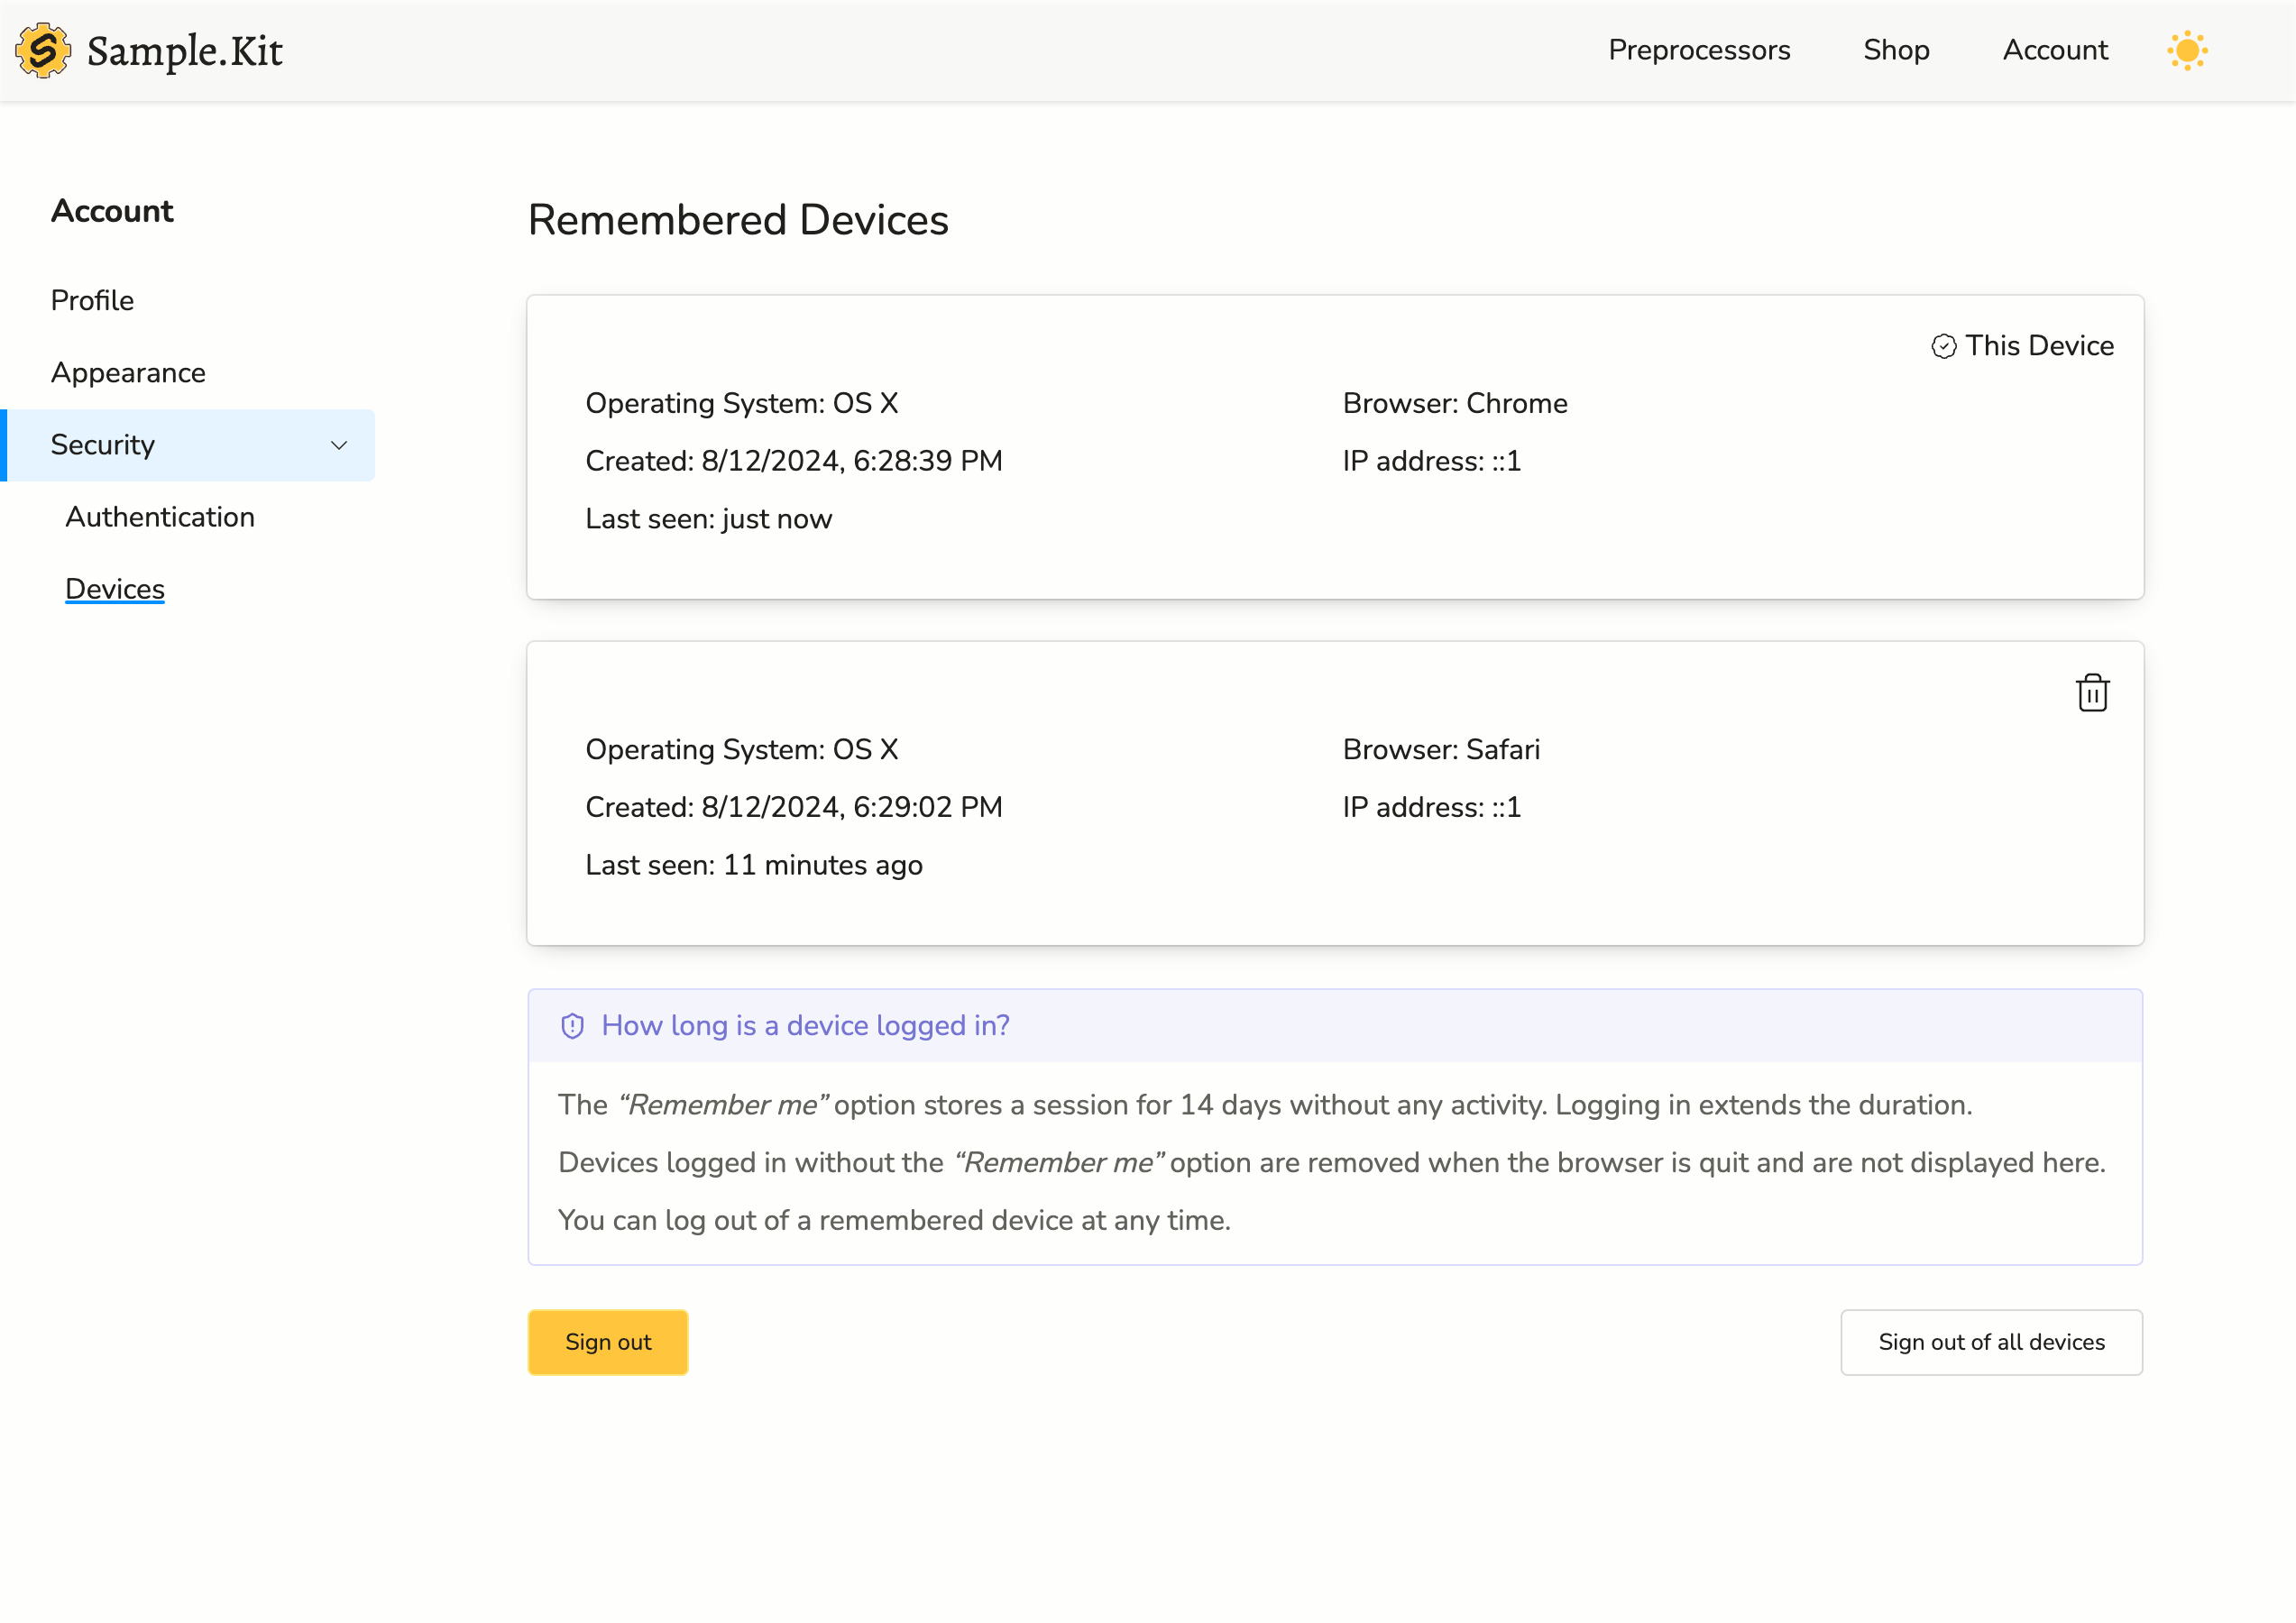 Sample.Kit
Preprocessors
Shop
Account
Account
Profile
Appearance
Security
Authentication
Devices
Remembered Devices
This Device
Operating System: OS X
Browser: Chrome
Created: 8/12/2024, 6:28:39 PM
IP address: ::1
Last seen: just now
Operating System: OS X
Browser: Safari
Created: 8/12/2024, 6:29:02 PM
IP address: ::1
Last seen: 11 minutes ago
How long is a device logged in?
The “Remember me” option stores a session for 14 days without any activity. Logging in extends the duration.
Devices logged in without the “Remember me” option are removed when the browser is quit and are not displayed here.
You can log out of a remembered device at any time.
Sign out
Sign out of all devices